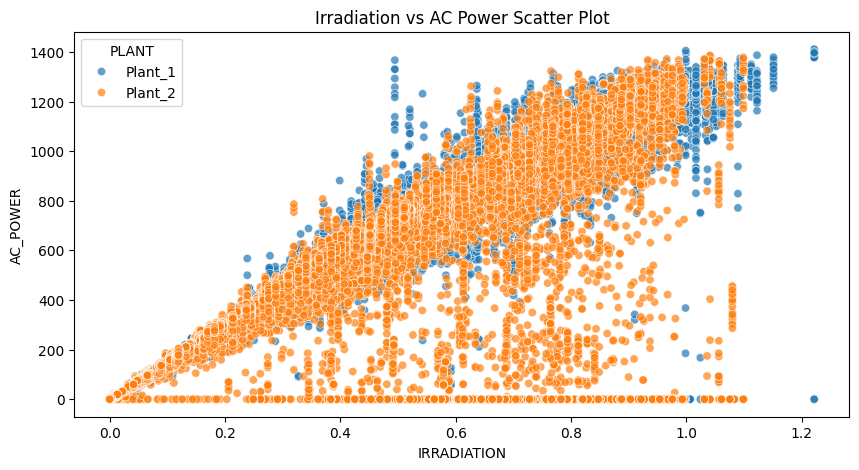 Irradiation vs AC Power Scatter Plot
PLANT
Plant_1
Plant_2
AC_POWER
1400
1200
1000
800
600
400
200
0
0.0 0.2 0.4 0.6 0.8 1.0 1.2
IRRADIATION